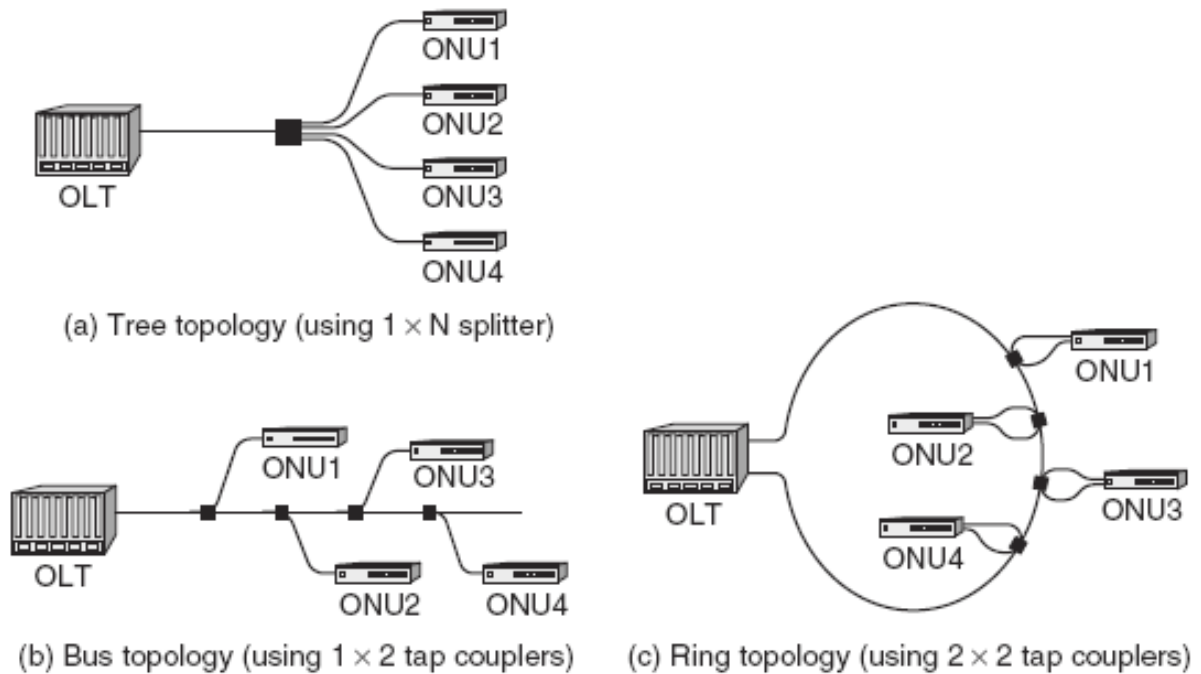 ONU1
ONU2
ONU3
ONU4
OLT
(a) Tree topology (using 1 × N splitter)
ONU1
ONU3
OLT
ONU2
ONU4
(b) Bus topology (using 1 × 2 tap couplers)
ONU1
ONU2
ONU3
OLT
ONU4
(c) Ring topology (using 2 × 2 tap couplers)